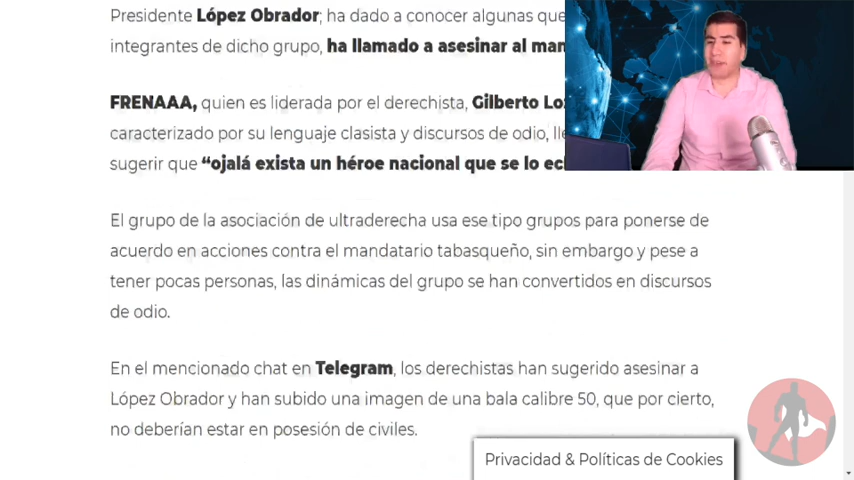 Presidente López Obrador; ha dado a conocer algunas que
integrantes de dicho grupo, ha llamado a asesinar al
FRENAAA, quien es liderada por el derechista, Gilberto
caracterizado por su lenguaje clasista y discursos de odio,
sugerir que “ojalá exista un héroe nacional que se lo
El grupo de la asociación de ultraderecha usa ese tipo grupos para ponerse de
acuerdo en acciones contra el mandatario tabasqueño, sin embargo y pese a
tener pocas personas, las dinámicas del grupo se han convertidos en discursos
de odio.
En el mencionado chat en Telegram, los derechistas han sugerido asesinar a
López Obrador y han subido una imagen de una bala calibre 50, que por cierto,
no deberían estar en posesión de civiles.
Privacidad & Políticas de Cookies